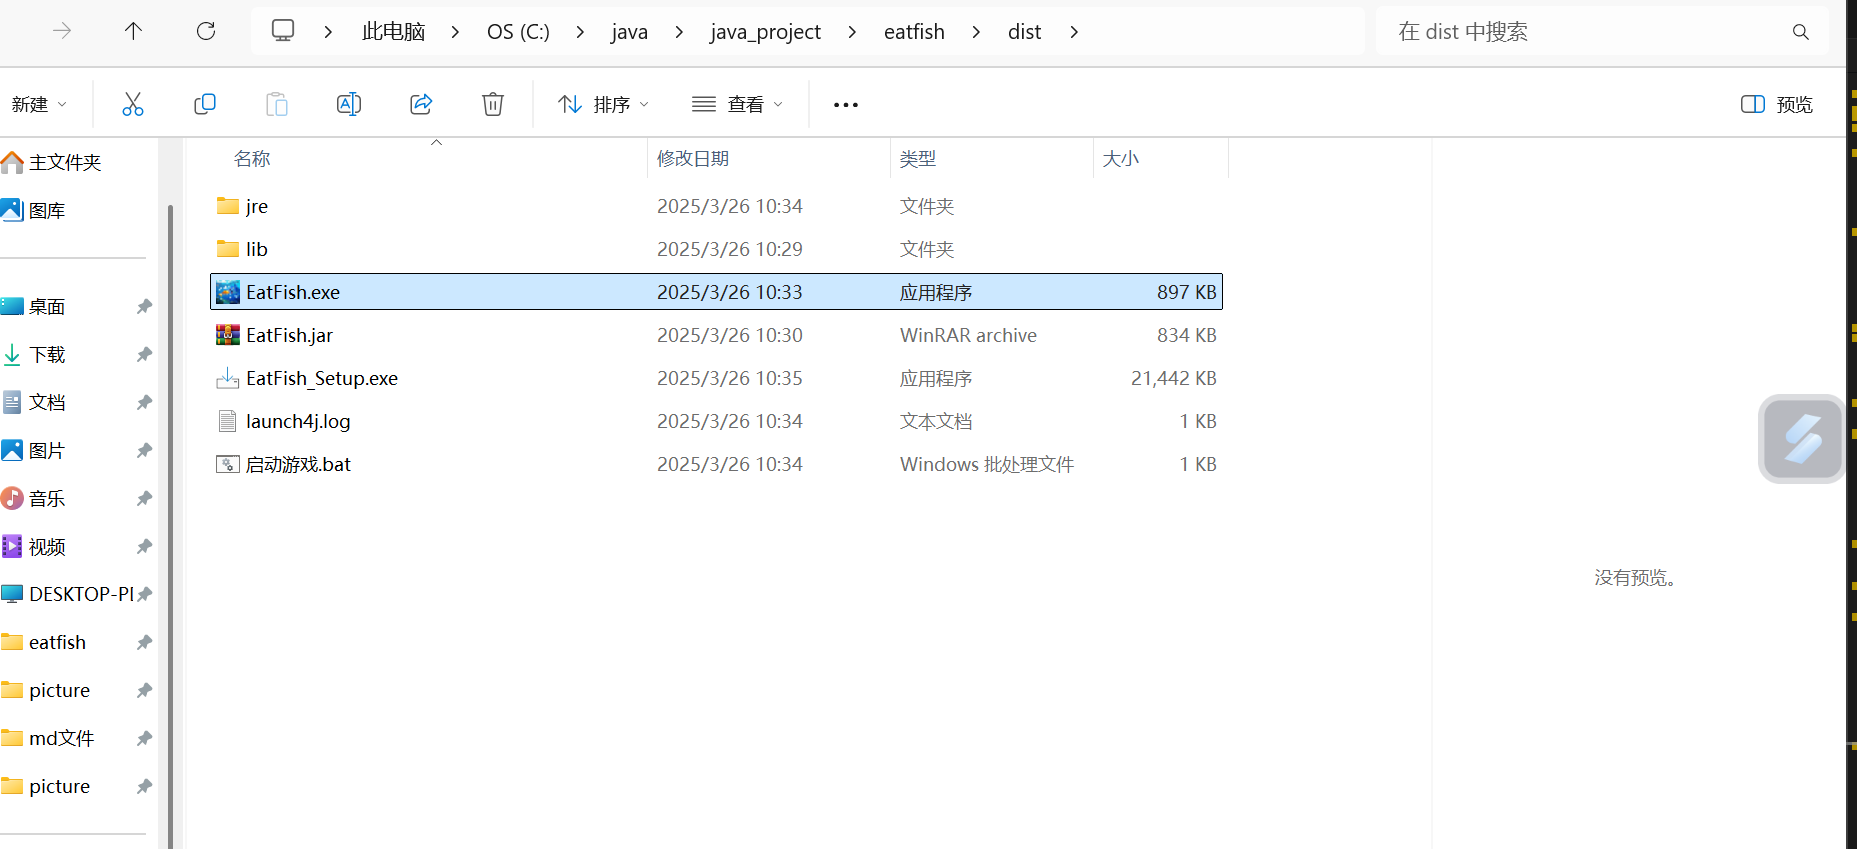 此电脑 OS (C:) java java_project eatfish dist 在 dist 中搜索
新建 排序 查看 预览
名称 修改日期 类型 大小
主文件夹
图库
桌面
下载
文档
图片
音乐
视频
DESKTOP-PI
eatfish
picture
md文件
picture
jre 2025/3/26 10:34 文件夹
lib 2025/3/26 10:29 文件夹
EatFish.exe 2025/3/26 10:33 应用程序 897 KB
EatFish.jar 2025/3/26 10:30 WinRAR archive 834 KB
EatFish_Setup.exe 2025/3/26 10:35 应用程序 21,442 KB
launch4j.log 2025/3/26 10:34 文本文档 1 KB
启动游戏.bat 2025/3/26 10:34 Windows 批处理文件 1 KB
没有预览。